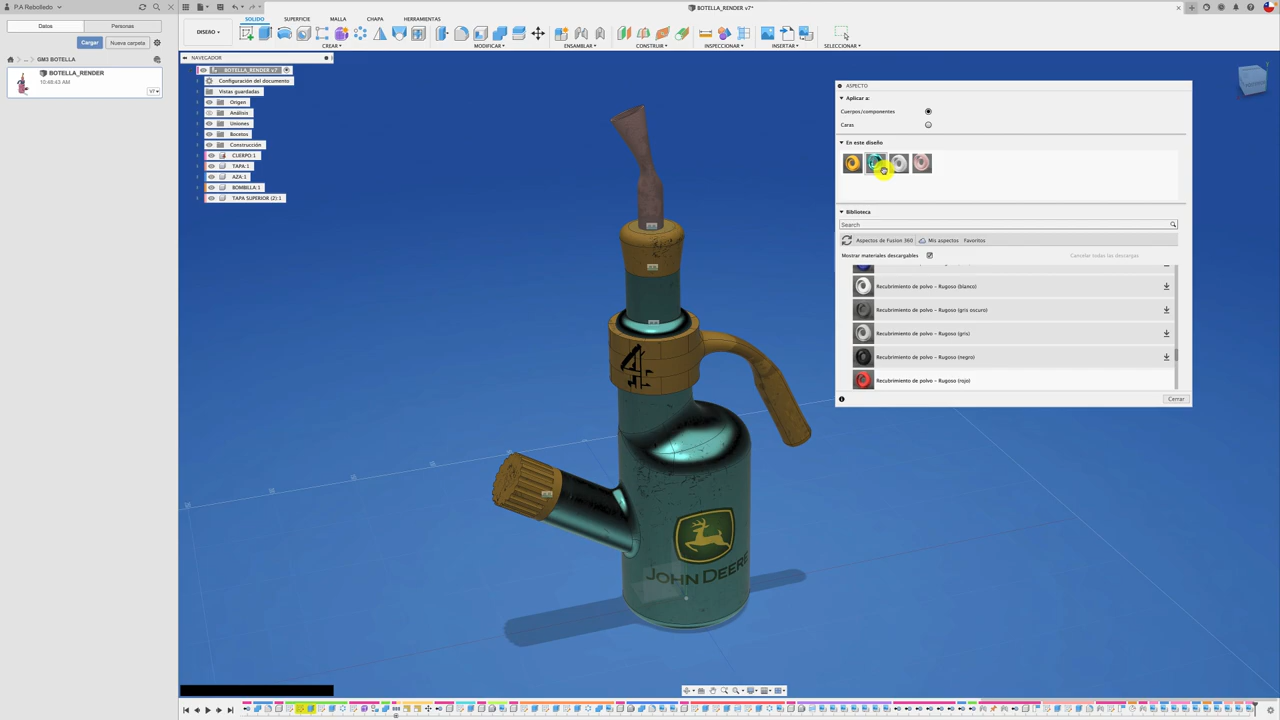 P.A Rebolledo
Datos
Personas
Cargar
Nueva carpeta
... GM3 BOTELLA
BOTELLA_RENDER
10:48:43 AM
V7
BOTELLA_RENDER v7*
DISEÑO
SÓLIDO
SUPERFICIE
MALLA
CHAPA
HERRAMIENTAS
CREAR
MODIFICAR
ENSAMBLAR
CONSTRUIR
INSPECCIONAR
INSERTAR
SELECCIONAR
NAVEGADOR
BOTELLA_RENDER v7
Configuración del documento
Vistas guardadas
Origen
Análisis
Uniones
Bocetos
Construcción
CUERPO:1
TAPA:1
AZA:1
BOMBILLA:1
TAPA SUPERIOR (2):1
4
JOHN DEERE
ASPECTO
Aplicar a:
Cuerpos/componentes
Caras
En este diseño
Biblioteca
Search
Aspectos de Fusion 360
Mis aspectos
Favoritos
Mostrar materiales descargables
Cancelar todas las descargas
Recubrimiento de polvo - Rugoso (blanco)
Recubrimiento de polvo - Rugoso (gris oscuro)
Recubrimiento de polvo - Rugoso (gris)
Recubrimiento de polvo - Rugoso (negro)
Recubrimiento de polvo - Rugoso (rojo)
Cerrar